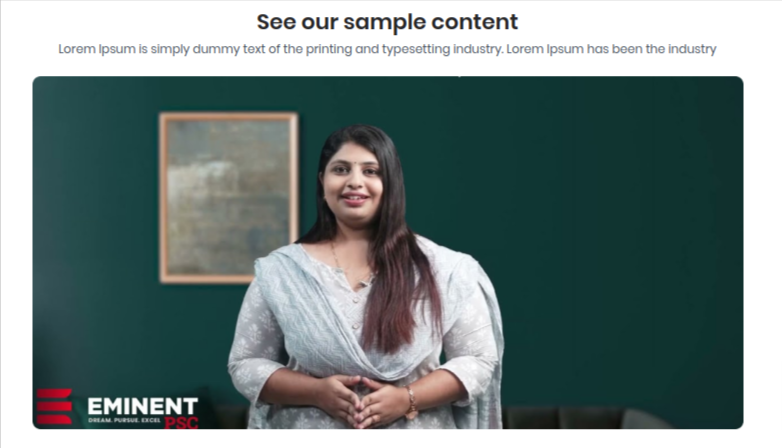 See our sample content
Lorem Ipsum is simply dummy text of the printing and typesetting industry. Lorem Ipsum has been the industry
EMINENT
DREAM. PURSUE. EXCEL
PSC